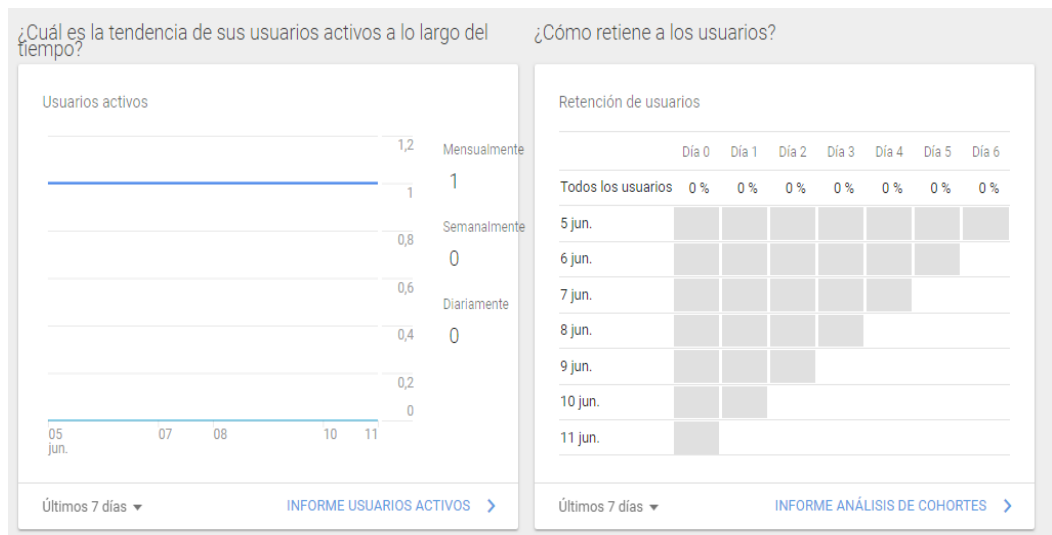 ¿Cuál es la tendencia de sus usuarios activos a lo largo del
tiempo?
Usuarios activos
1,2
1
0,8
0,6
0,4
0,2
0
05
jun.
07
08
10
11
Mensualmente
1
Semanalmente
0
Diariamente
0
Últimos 7 días
INFORME USUARIOS ACTIVOS
¿Cómo retiene a los usuarios?
Retención de usuarios
Día 0 Día 1 Día 2 Día 3 Día 4 Día 5 Día 6
Todos los usuarios 0 % 0 % 0 % 0 % 0 % 0 % 0 %
5 jun.
6 jun.
7 jun.
8 jun.
9 jun.
10 jun.
11 jun.
Últimos 7 días
INFORME ANÁLISIS DE COHORTES